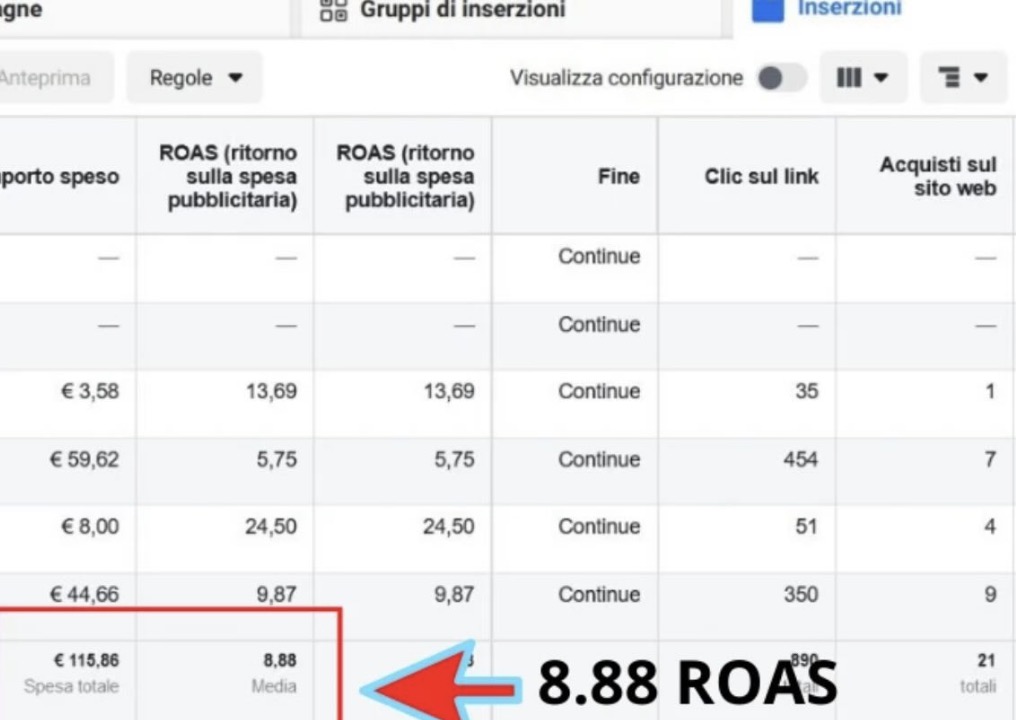 Gruppi di inserzioni
Inserzioni
Anteprima
Regole
Visualizza configurazione
speso
ROAS (ritorno
sulla spesa
pubblicitaria)
ROAS (ritorno
sulla spesa
pubblicitaria)
Fine
Clic sul link
Acquisti sul
sito web
— — — Continue — —
— — — Continue — —
€ 3,58 13,69 13,69 Continue 35 1
€ 59,62 5,75 5,75 Continue 454 7
€ 8,00 24,50 24,50 Continue 51 4
€ 44,66 9,87 9,87 Continue 350 9
€ 115,86 8,88 890 21
Spesa totale Media totali
8.88 ROAS